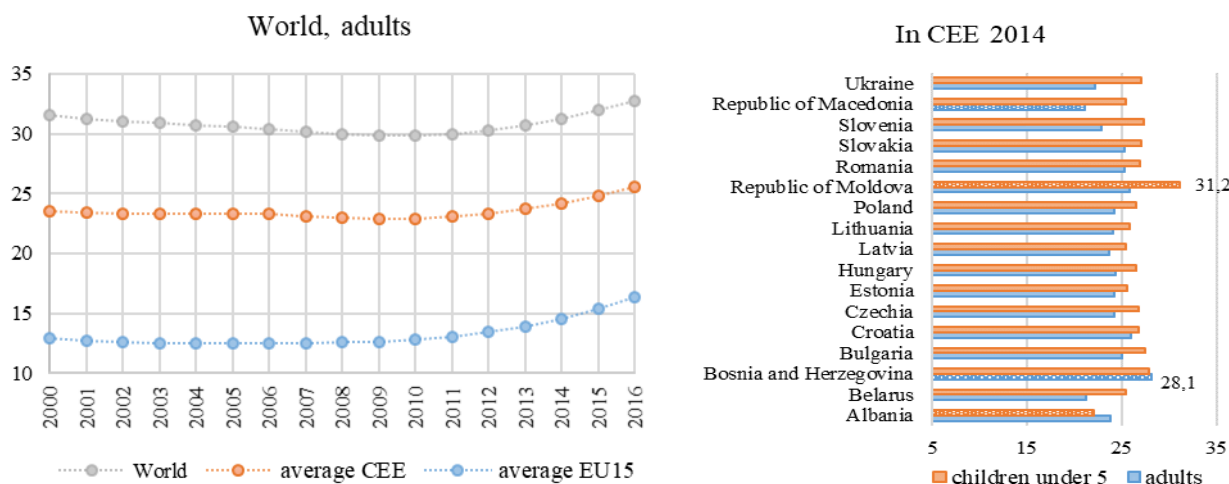 World, adults
35
30
25
20
15
10
2000 2001 2002 2003 2004 2005 2006 2007 2008 2009 2010 2011 2012 2013 2014 2015 2016
World average CEE average EU15
In CEE 2014
Ukraine
Republic of Macedonia
Slovenia
Slovakia
Romania
Republic of Moldova 31,2
Poland
Lithuania
Latvia
Hungary
Estonia
Czechia
Croatia
Bulgaria
Bosnia and Herzegovina 28,1
Belarus
Albania
5 15 25 35
children under 5 adults